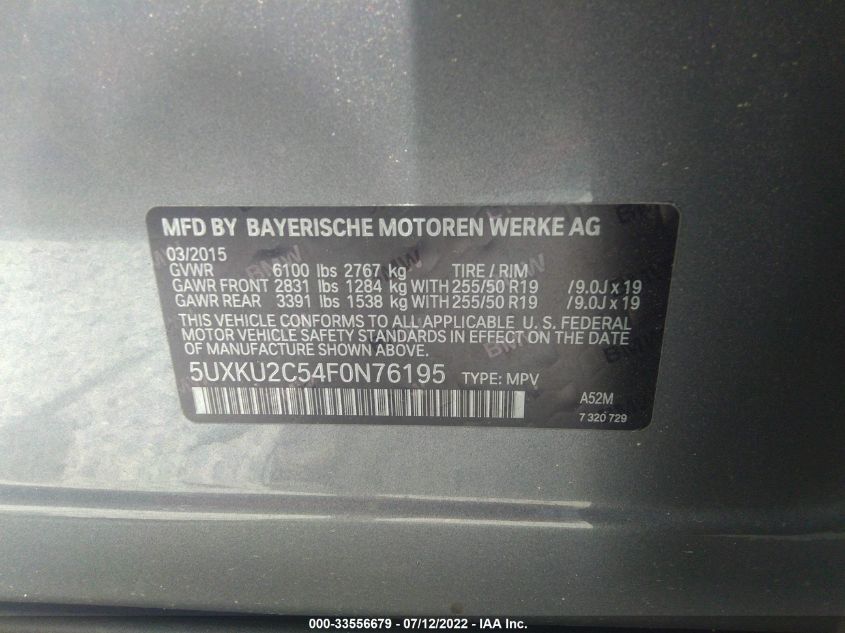 MFD BY BAYERISCHE MOTOREN WERKE AG
03/2015
GVWR 6100 lbs 2767 kg TIRE / RIM
GAWR FRONT 2831 lbs 1284 kg WITH 255/50 R19 /9.0J x 19
GAWR REAR 3391 lbs 1538 kg WITH 255/50 R19 /9.0J x 19
THIS VEHICLE CONFORMS TO ALL APPLICABLE U. S. FEDERAL
MOTOR VEHICLE SAFETY STANDARDS IN EFFECT ON THE DATE
OF MANUFACTURE SHOWN ABOVE.
5UXKU2C54F0N76195 TYPE: MPV
A52M
7 320 729
000-33556679 - 07/12/2022 - IAA Inc.